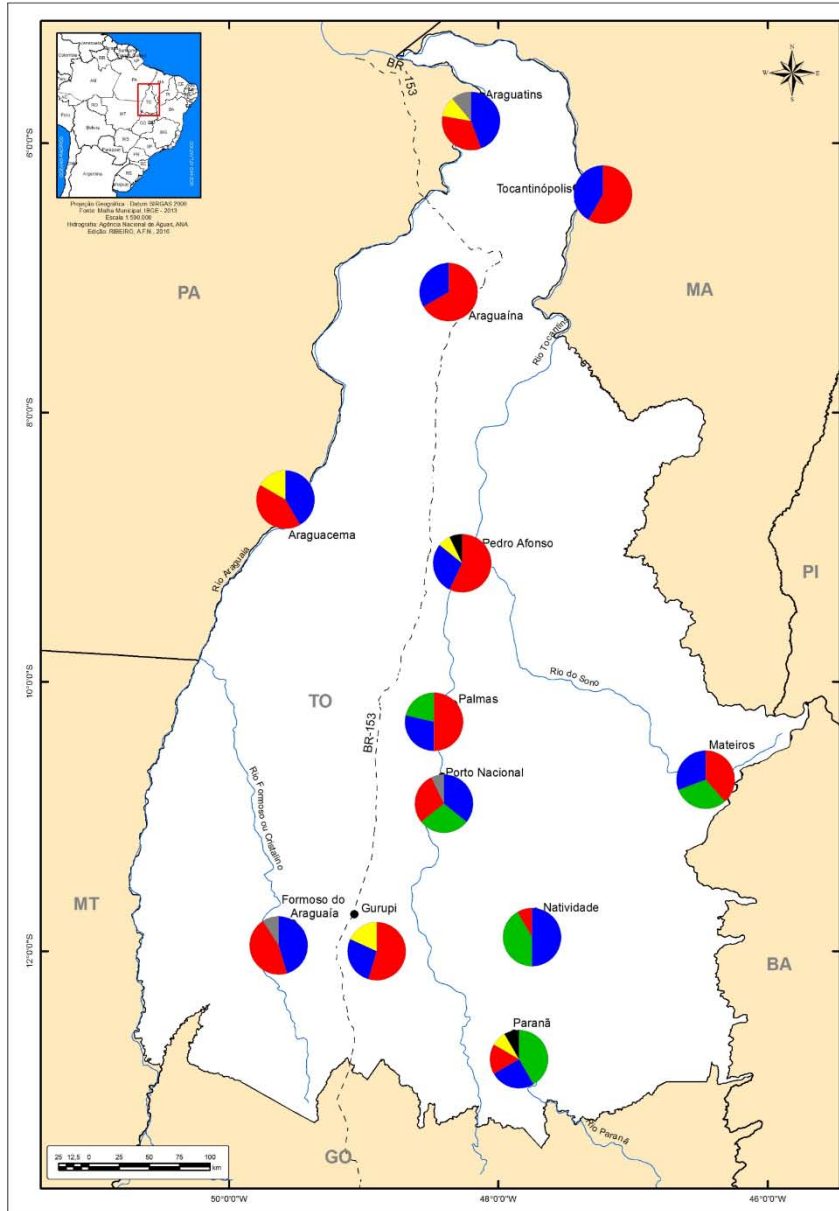 BR -153
N
W
E
S
Araguatins
6°0'0"S
Tocantinópolis
Projeção Geográfica - Datum SIRGAS 2000
Fonte: Malha Municipal, IBGE - 2013
Escala 1:500.000
Hidrografia: Agência Nacional de Águas, ANA.
Edição: RIBEIRO, A.F.N., 2016
PA
MA
Araguaína
Rio Tocantins
8°0'0"S
Araguacema
Rio Araguaia
Pedro Afonso
PI
Rio do Sono
10°0'0"S
TO
BR-153
Palmas
Mateiros
Porto Nacional
Rio Formoso ou Cristalino
MT
Formoso do
Araguaía
Gurupi
Natividade
BA
12°0'0"S
Paranã
Rio Paranã
GO
25 12,5 0 25 50 75 100
km
50°0'0"W
48°0'0"W
46°0'0"W